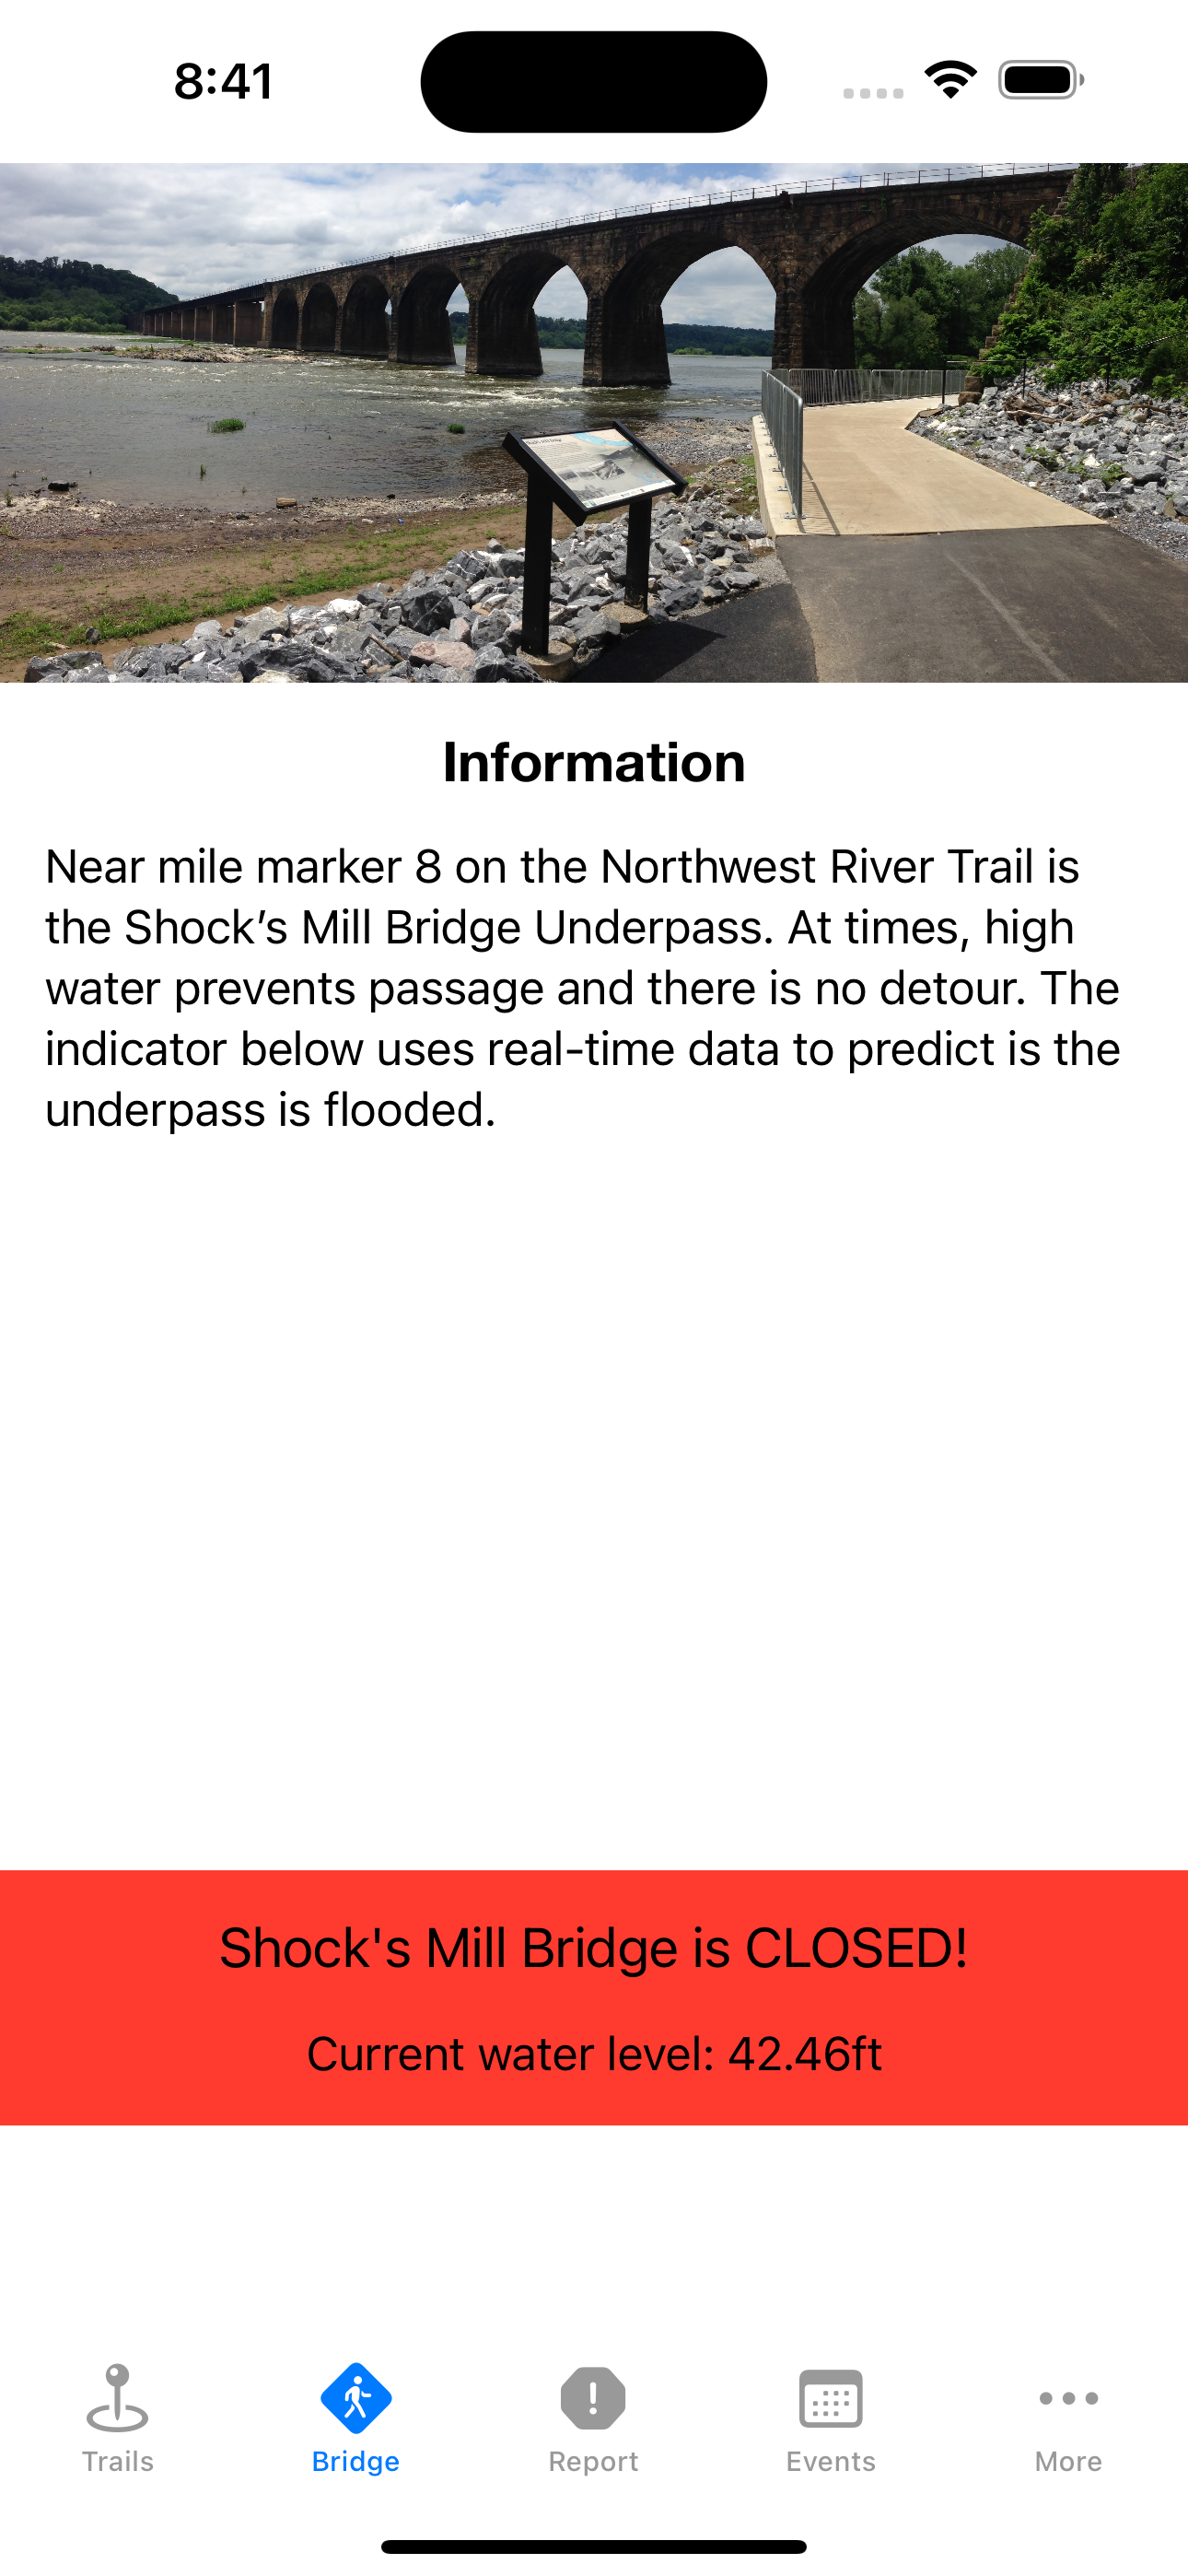 8:41
Information
Near mile marker 8 on the Northwest River Trail is
the Shock’s Mill Bridge Underpass. At times, high
water prevents passage and there is no detour. The
indicator below uses real-time data to predict is the
underpass is flooded.
Shock's Mill Bridge is CLOSED!
Current water level: 42.46ft
Trails
Bridge
Report
Events
More